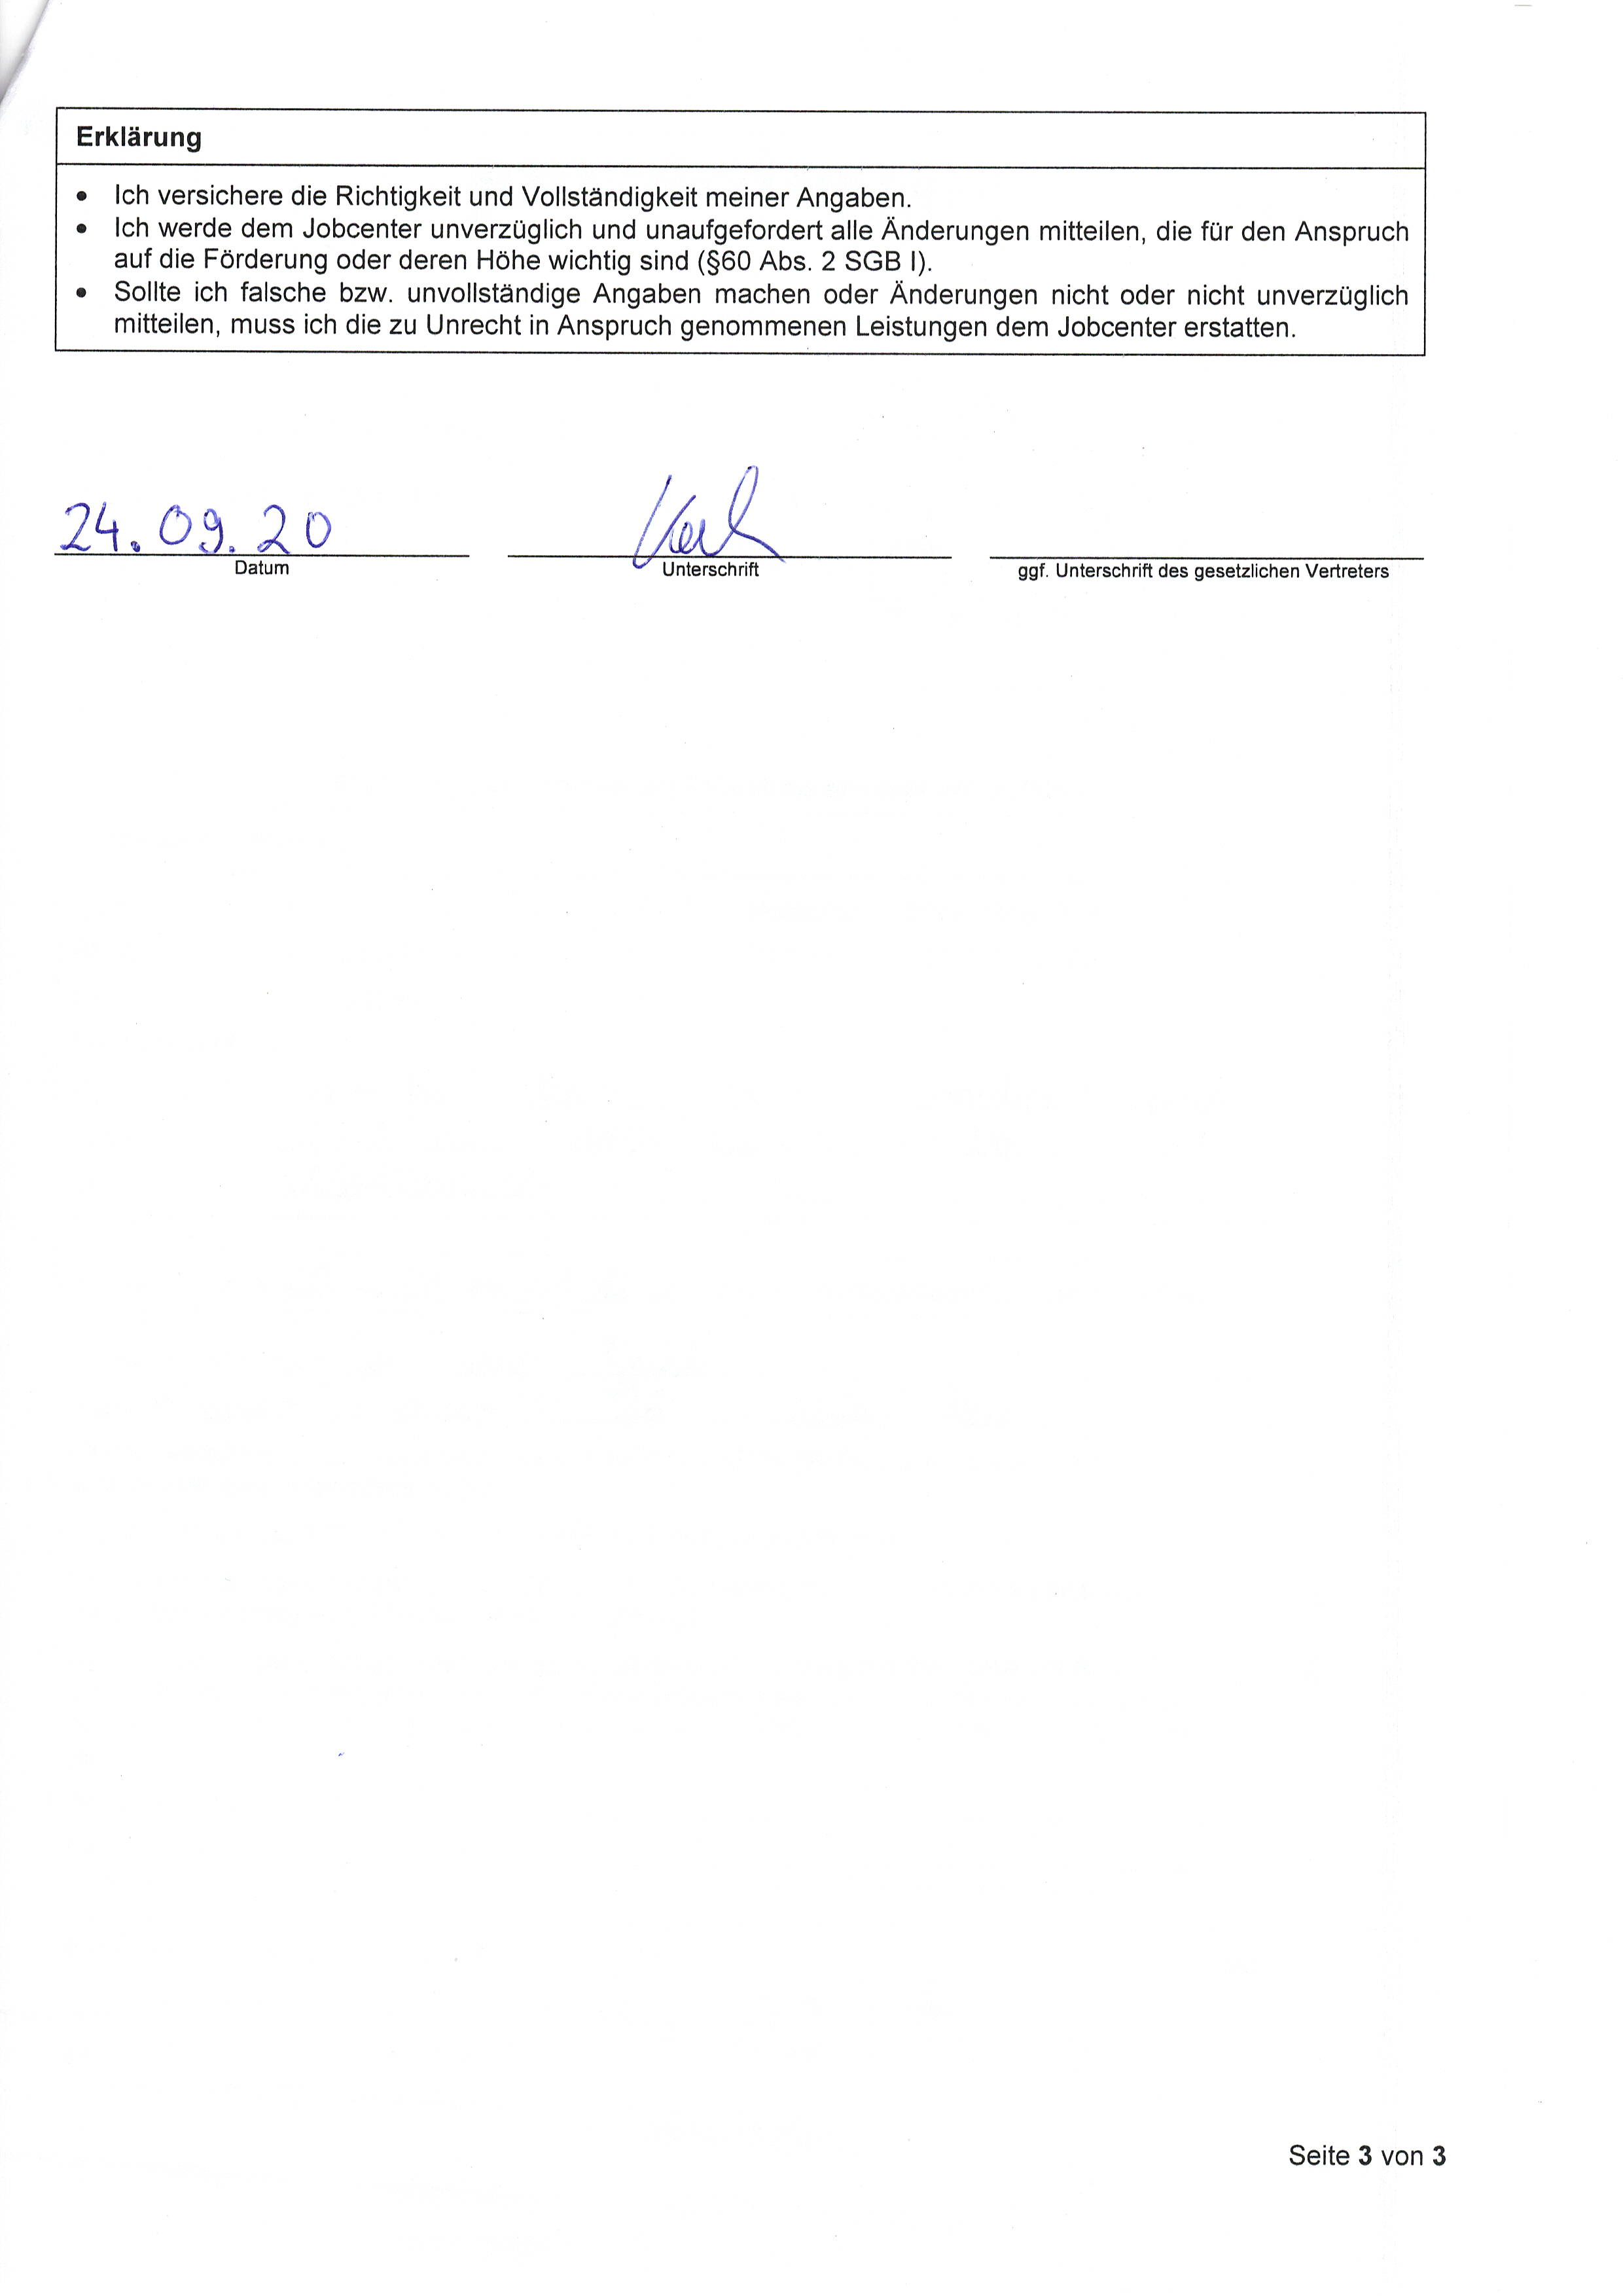 Erklärung
• Ich versichere die Richtigkeit und Vollständigkeit meiner Angaben.
• Ich werde dem Jobcenter unverzüglich und unaufgefordert alle Änderungen mitteilen, die für den Anspruch
auf die Förderung oder deren Höhe wichtig sind (§60 Abs. 2 SGB I).
• Sollte ich falsche bzw. unvollständige Angaben machen oder Änderungen nicht oder nicht unverzüglich
mitteilen, muss ich die zu Unrecht in Anspruch genommenen Leistungen dem Jobcenter erstatten.
24.09.20
Datum
Unterschrift
ggf. Unterschrift des gesetzlichen Vertreters
Seite 3 von 3